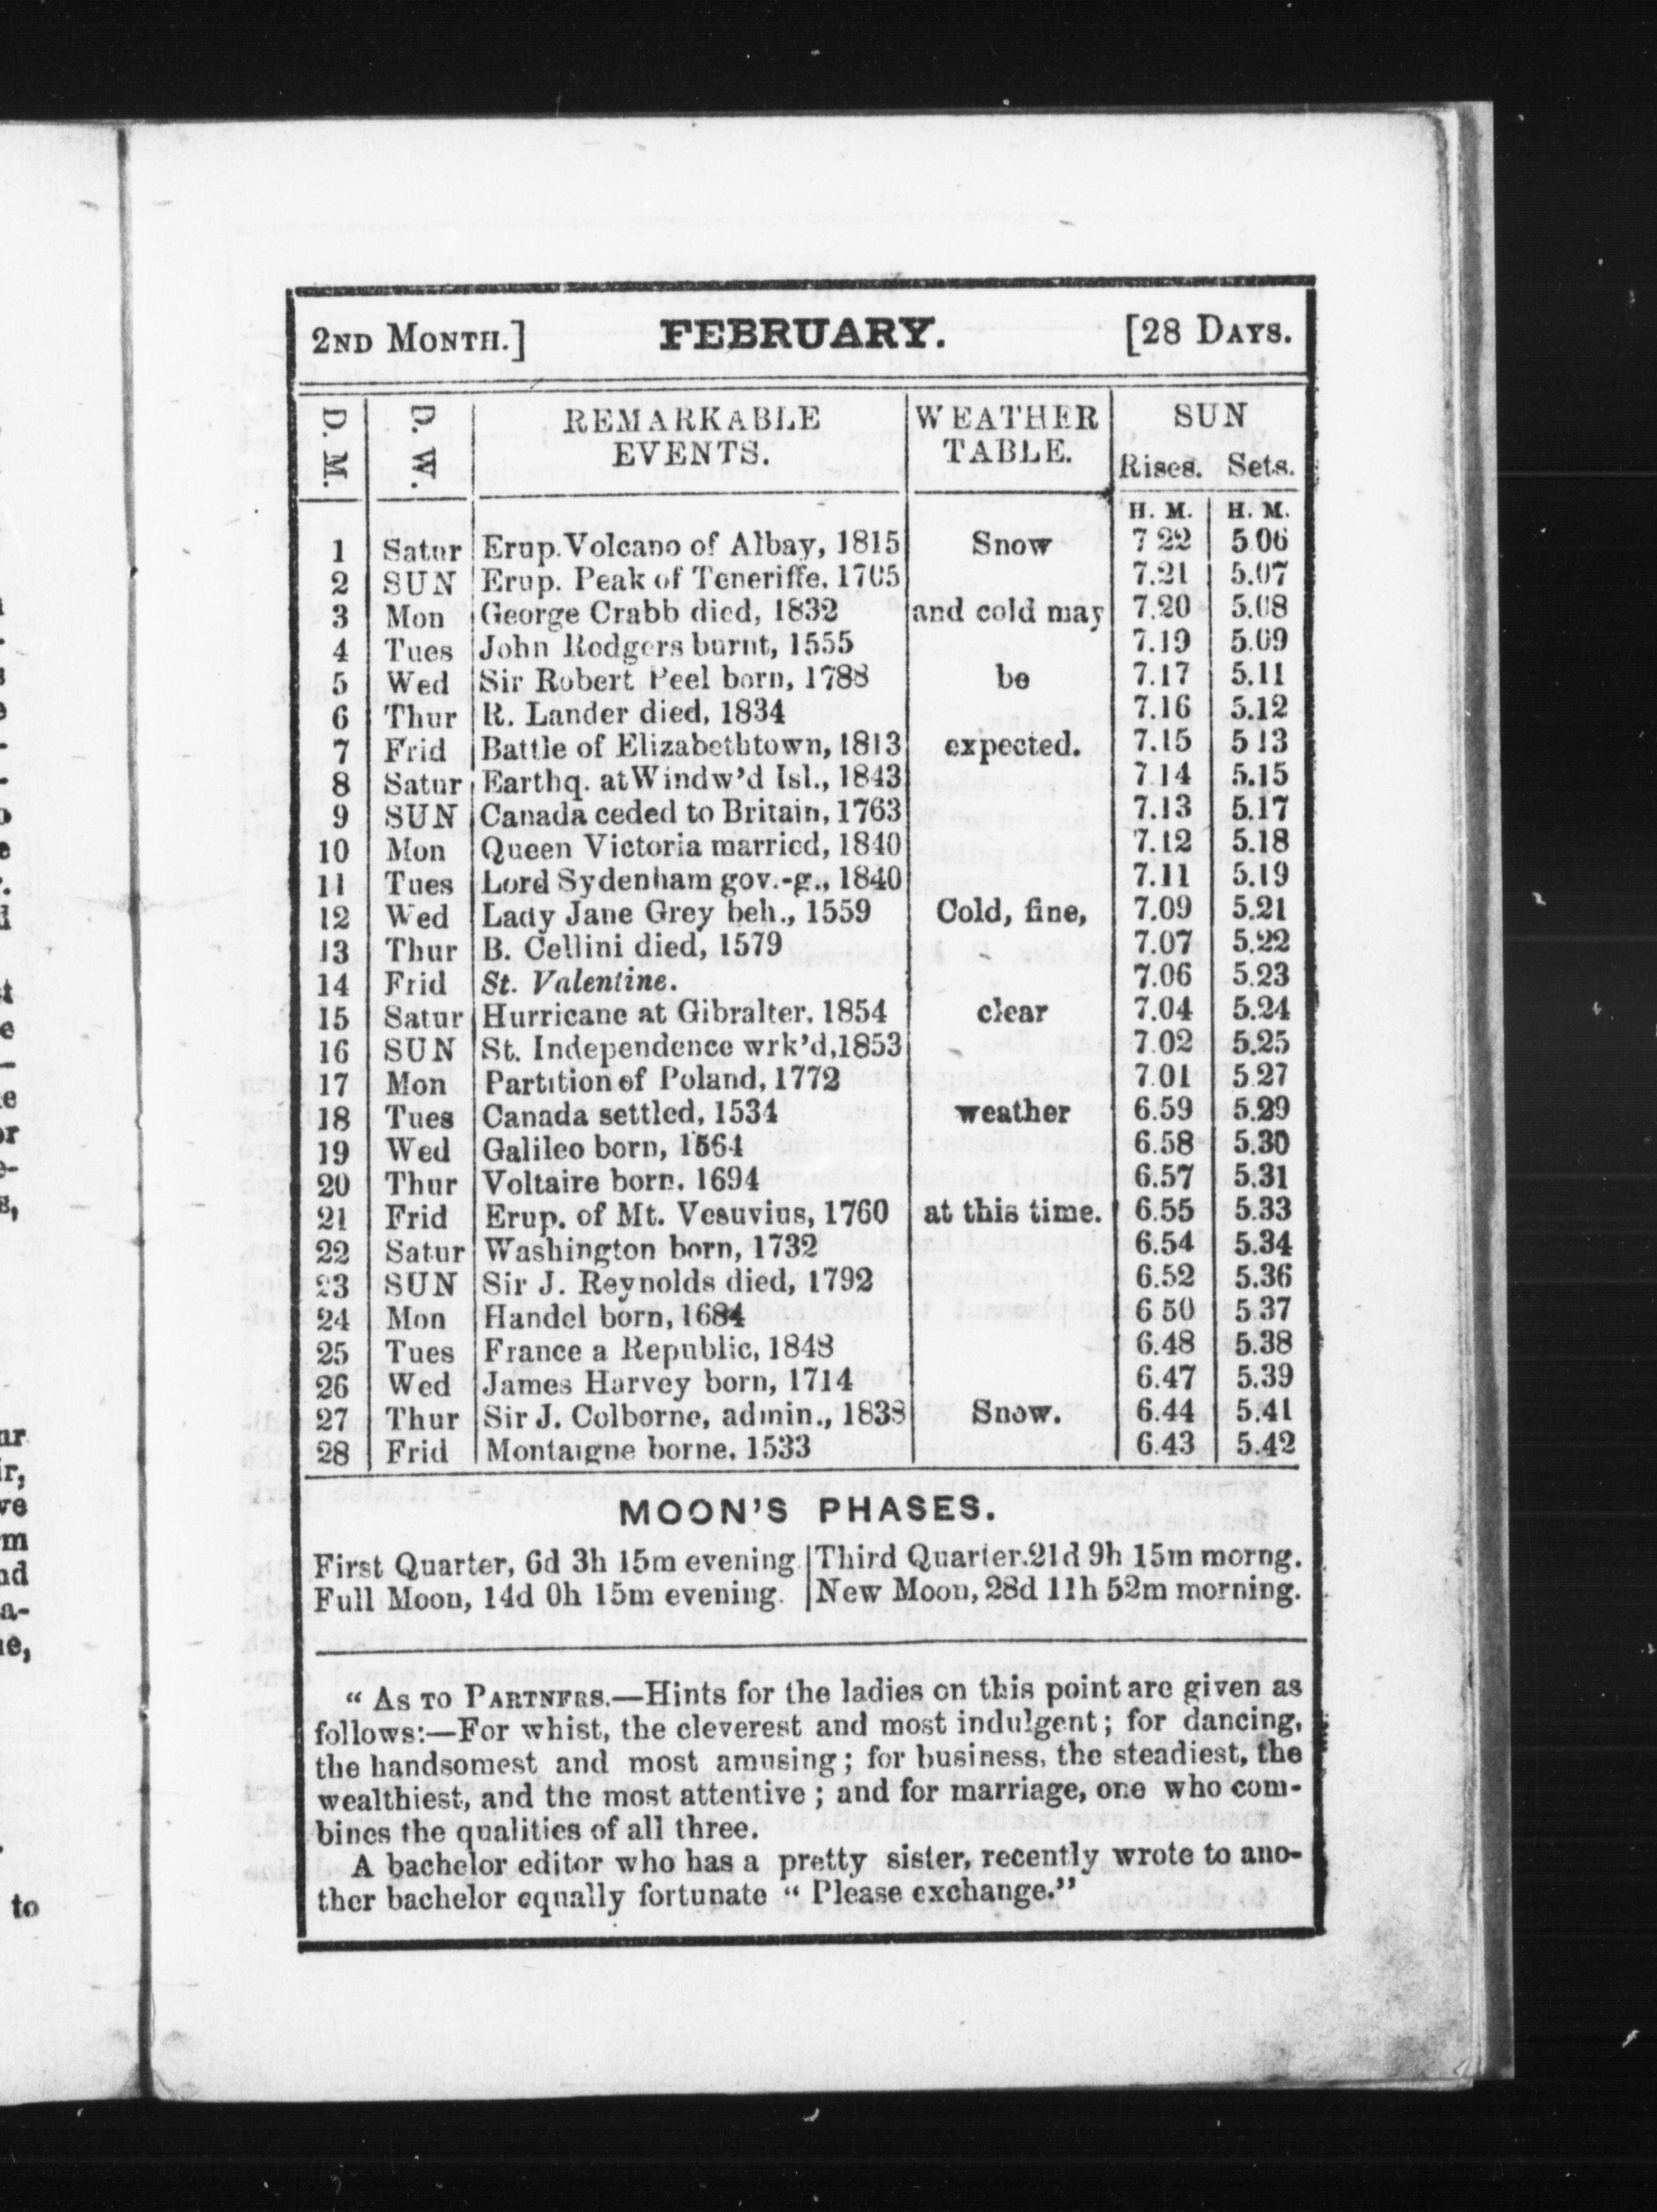 2ND MONTH.] FEBRUARY. [28 DAYS.
D. M. D. W. REMARKABLE EVENTS. WEATHER TABLE. SUN
Rises. Sets.
H. M. H. M.
1 Satur Erup. Volcano of Albay, 1815 Snow 7 22 5 06
2 SUN Erup. Peak of Teneriffe. 1705 7.21 5.07
3 Mon George Crabb died, 1832 and cold may 7.20 5.08
4 Tues John Rodgers burnt, 1555 7.19 5.09
5 Wed Sir Robert Peel born, 1788 be 7.17 5.11
6 Thur R. Lander died, 1834 7.16 5.12
7 Frid Battle of Elizabethtown, 1813 expected. 7.15 5 13
8 Satur Earthq. at Windw'd Isl., 1843 7 14 5.15
9 SUN Canada ceded to Britain, 1763 7.13 5.17
10 Mon Queen Victoria married, 1840 7.12 5.18
11 Tues Lord Sydenham gov.-g., 1840 7.11 5.19
12 Wed Lady Jane Grey beh., 1559 Cold, fine, 7.09 5.21
13 Thur B. Cellini died, 1579 7.07 5.22
14 Frid St. Valentine. 7.06 5.23
15 Satur Hurricane at Gibralter. 1854 clear 7.04 5.24
16 SUN St. Independence wrk'd,1853 7.02 5.25
17 Mon Partition of Poland, 1772 7.01 5.27
18 Tues Canada settled, 1534 weather 6.59 5.29
19 Wed Galileo born, 1564 6.58 5.30
20 Thur Voltaire born. 1694 6.57 5.31
21 Frid Erup. of Mt. Vesuvius, 1760 at this time. 6.55 5.33
22 Satur Washington born, 1732 6.54 5.34
23 SUN Sir J. Reynolds died, 1792 6.52 5.36
24 Mon Handel born, 1684 6 50 5.37
25 Tues France a Republic, 1848 6.48 5.38
26 Wed James Harvey born, 1714 6.47 5.39
27 Thur Sir J. Colborne, admin., 1838 Snow. 6.44 5.41
28 Frid Montaigne borne. 1533 6.43 5.42
MOON'S PHASES.
First Quarter, 6d 3h 15m evening. Third Quarter.21d 9h 15m morng.
Full Moon, 14d 0h 15m evening. New Moon, 28d 11h 52m morning.
“ AS TO PARTNERS.—Hints for the ladies on this point are given as
follows:—For whist, the cleverest and most indulgent; for dancing,
the handsomest and most amusing; for business, the steadiest, the
wealthiest, and the most attentive; and for marriage, one who com-
bines the qualities of all three.
A bachelor editor who has a pretty sister, recently wrote to ano-
ther bachelor equally fortunate “ Please exchange.”